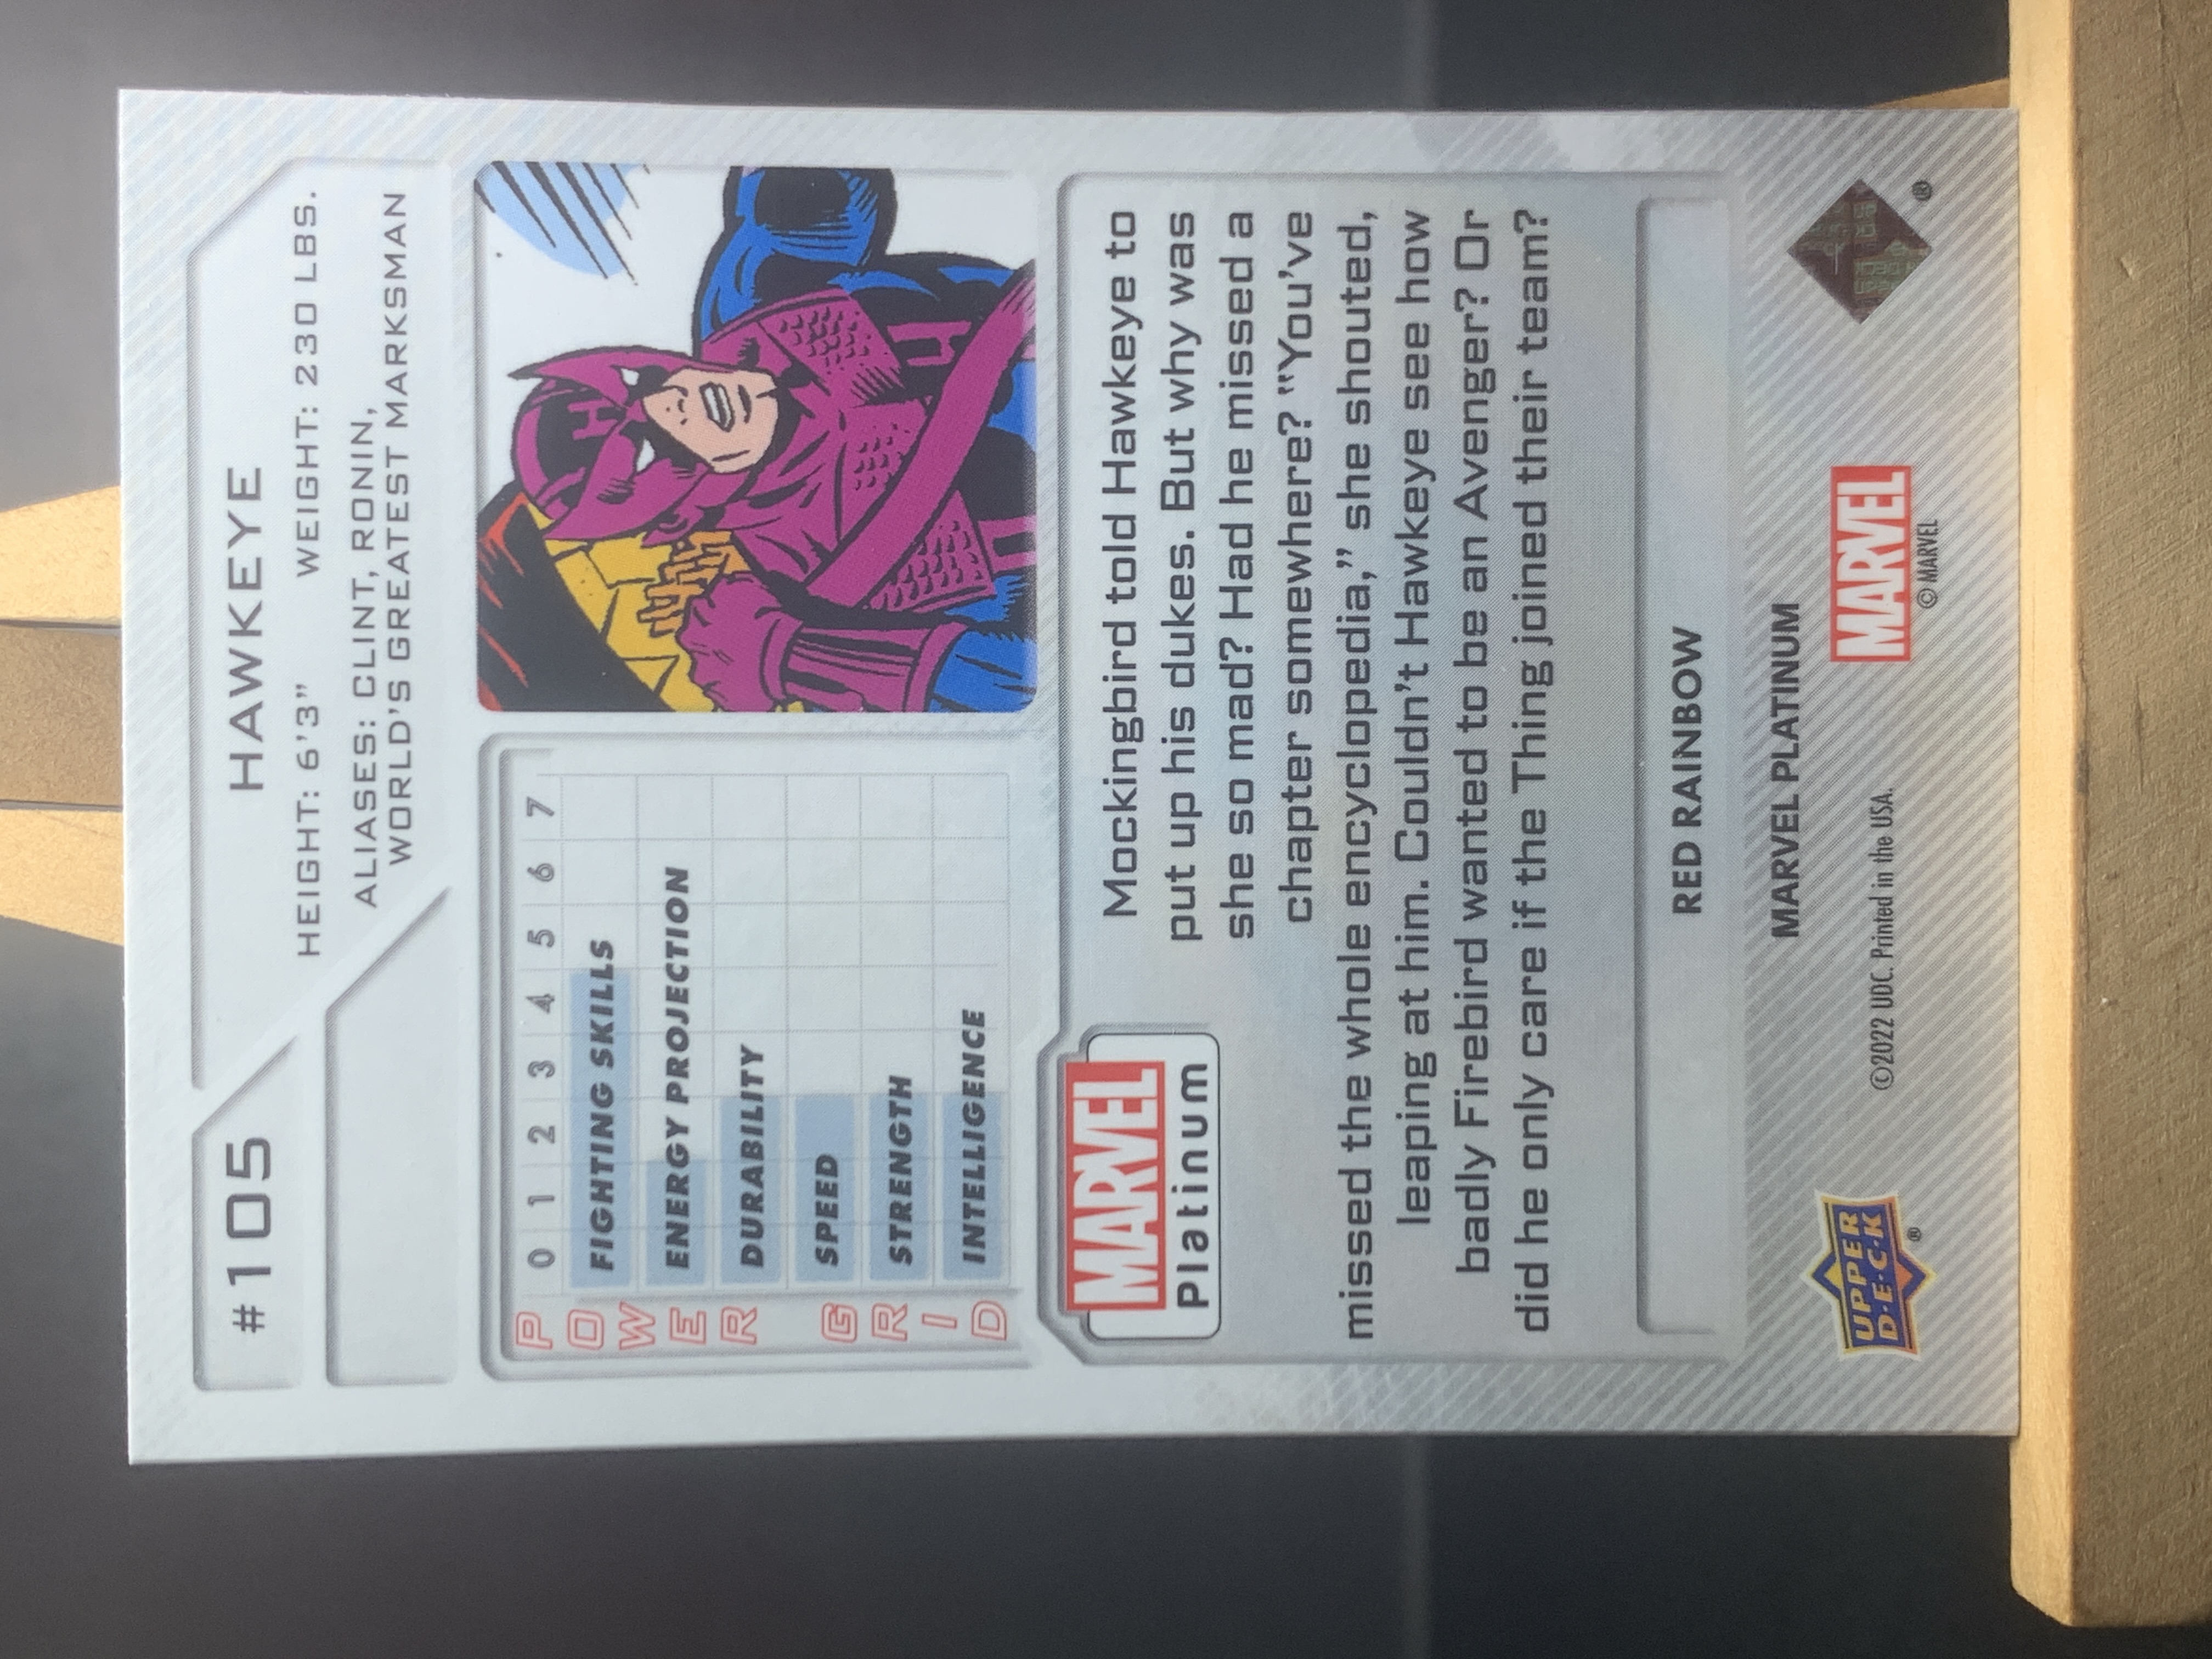 #105
HAWKEYE
HEIGHT: 6'3" WEIGHT: 230 LBS.
ALIASES: CLINT, RONIN,
WORLD'S GREATEST MARKSMAN
POWER GRID
0 1 2 3 4 5 6 7
FIGHTING SKILLS
ENERGY PROJECTION
DURABILITY
SPEED
STRENGTH
INTELLIGENCE
H
MARVEL
Platinum
Mockingbird told Hawkeye to
put up his dukes. But why was
she so mad? Had he missed a
chapter somewhere? "You've
missed the whole encyclopedia," she shouted,
leaping at him. Couldn't Hawkeye see how
badly Firebird wanted to be an Avenger? Or
did he only care if the Thing joined their team?
RED RAINBOW
MARVEL PLATINUM
UPPER
D·E·C·K
®
©2022 UDC. Printed in the USA.
MARVEL
© MARVEL
®